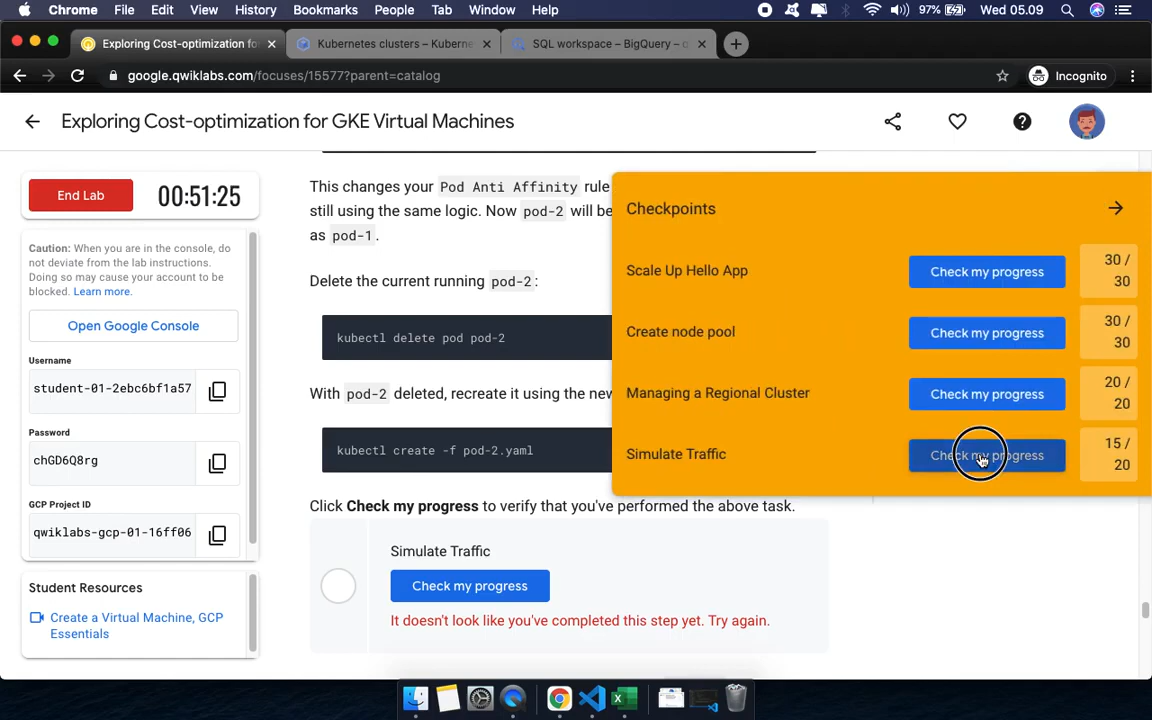 Chrome File Edit View History Bookmarks People Tab Window Help 97% Wed 05.09
Exploring Cost-optimization fo Kubernetes clusters – Kuberne SQL workspace – BigQuery – q
google.qwiklabs.com/focuses/15577?parent=catalog Incognito
Exploring Cost-optimization for GKE Virtual Machines
End Lab 00:51:25
Caution: When you are in the console, do
not deviate from the lab instructions.
Doing so may cause your account to be
blocked. Learn more.
Open Google Console
Username
student-01-2ebc6bf1a57
Password
chGD6Q8rg
GCP Project ID
qwiklabs-gcp-01-16ff06
Student Resources
Create a Virtual Machine, GCP
Essentials
This changes your Pod Anti Affinity rule
still using the same logic. Now pod-2 will be
as pod-1.
Delete the current running pod-2:
kubectl delete pod pod-2
With pod-2 deleted, recreate it using the new
kubectl create -f pod-2.yaml
Click Check my progress to verify that you've performed the above task.
Simulate Traffic
Check my progress
It doesn't look like you've completed this step yet. Try again.
Checkpoints
Scale Up Hello App Check my progress 30 /
30
Create node pool Check my progress 30 /
30
Managing a Regional Cluster Check my progress 20 /
20
Simulate Traffic Check my progress 15 /
20